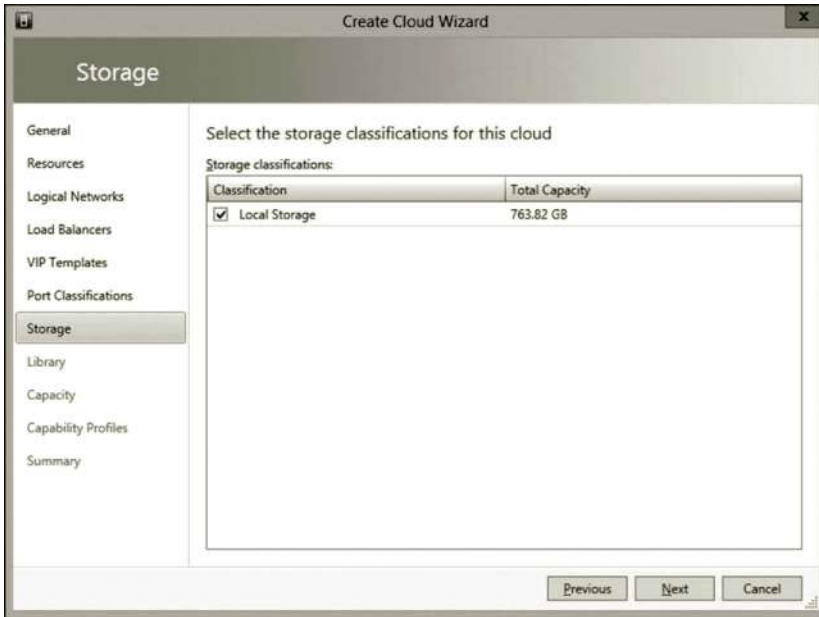 Create Cloud Wizard
x
Storage
General
Resources
Logical Networks
Load Balancers
VIP Templates
Port Classifications
Storage
Library
Capacity
Capability Profiles
Summary
Select the storage classifications for this cloud
Storage classifications:
Classification Total Capacity
Local Storage 763.82 GB
Previous Next Cancel